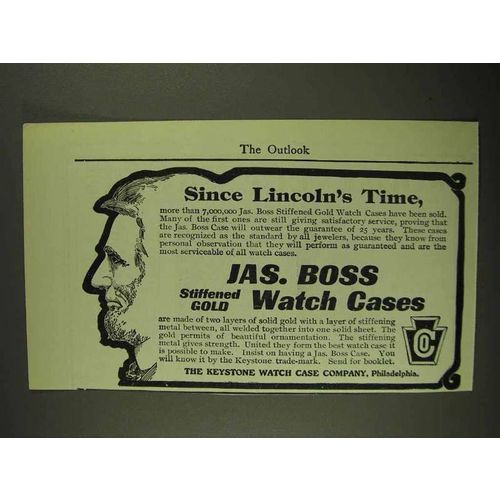 The Outlook
Since Lincoln's Time,
more than 7,000,000 Jas. Boss Stiffened Gold Watch Cases have been sold.
Many of the first ones are still giving satisfactory service, proving that
the Jas. Boss Case will outwear the guarantee of 25 years. These cases
are recognized as the standard by all jewelers, because they know from
personal observation that they will perform as guaranteed and are the
most serviceable of all watch cases.
JAS. BOSS
Stiffened GOLD Watch Cases
are made of two layers of solid gold with a layer of stiffening
metal between, all welded together into one solid sheet. The
gold permits of beautiful ornamentation. The stiffening
metal gives strength. United they form the best watch case it
is possible to make. Insist on having a Jas. Boss Case. You
will know it by the Keystone trade-mark. Send for booklet.
THE KEYSTONE WATCH CASE COMPANY, Philadelphia.